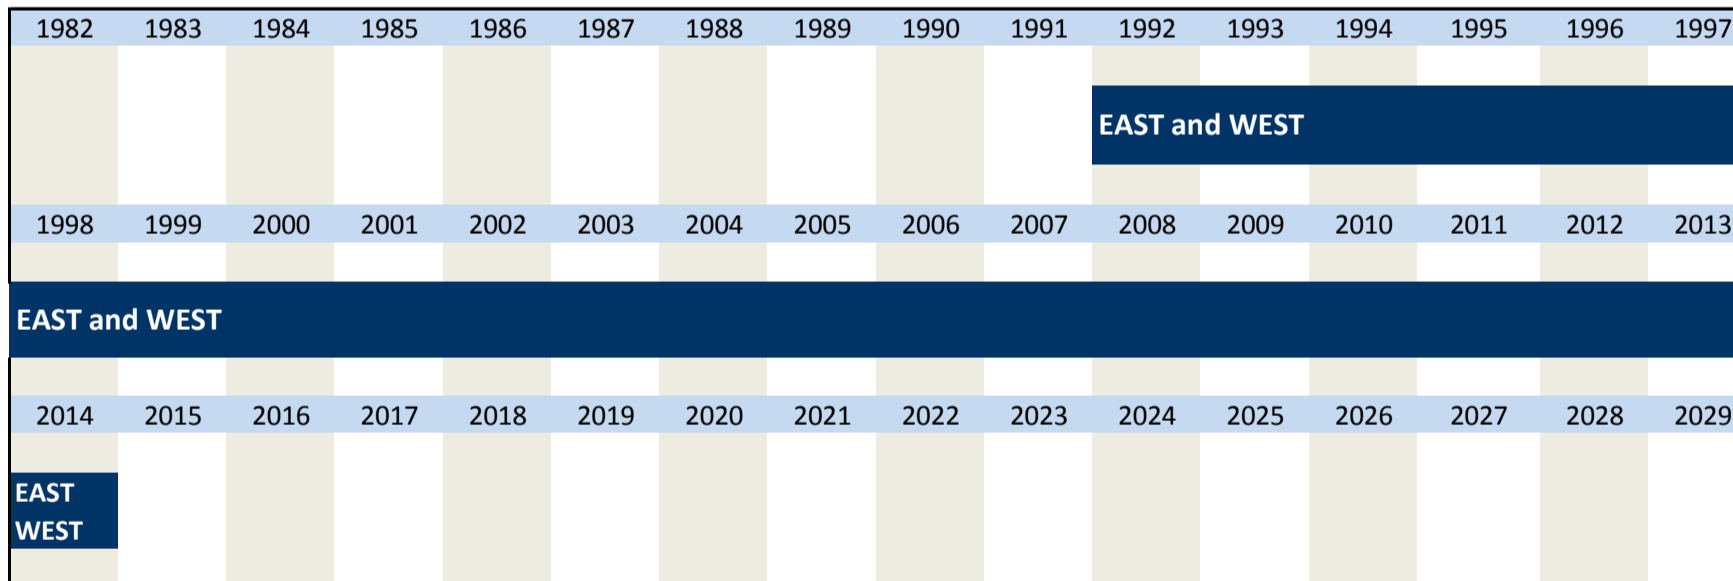 1982 1983 1984 1985 1986 1987 1988 1989 1990 1991 1992 1993 1994 1995 1996 1997
EAST and WEST
1998 1999 2000 2001 2002 2003 2004 2005 2006 2007 2008 2009 2010 2011 2012 2013
EAST and WEST
2014 2015 2016 2017 2018 2019 2020 2021 2022 2023 2024 2025 2026 2027 2028 2029
EAST
WEST